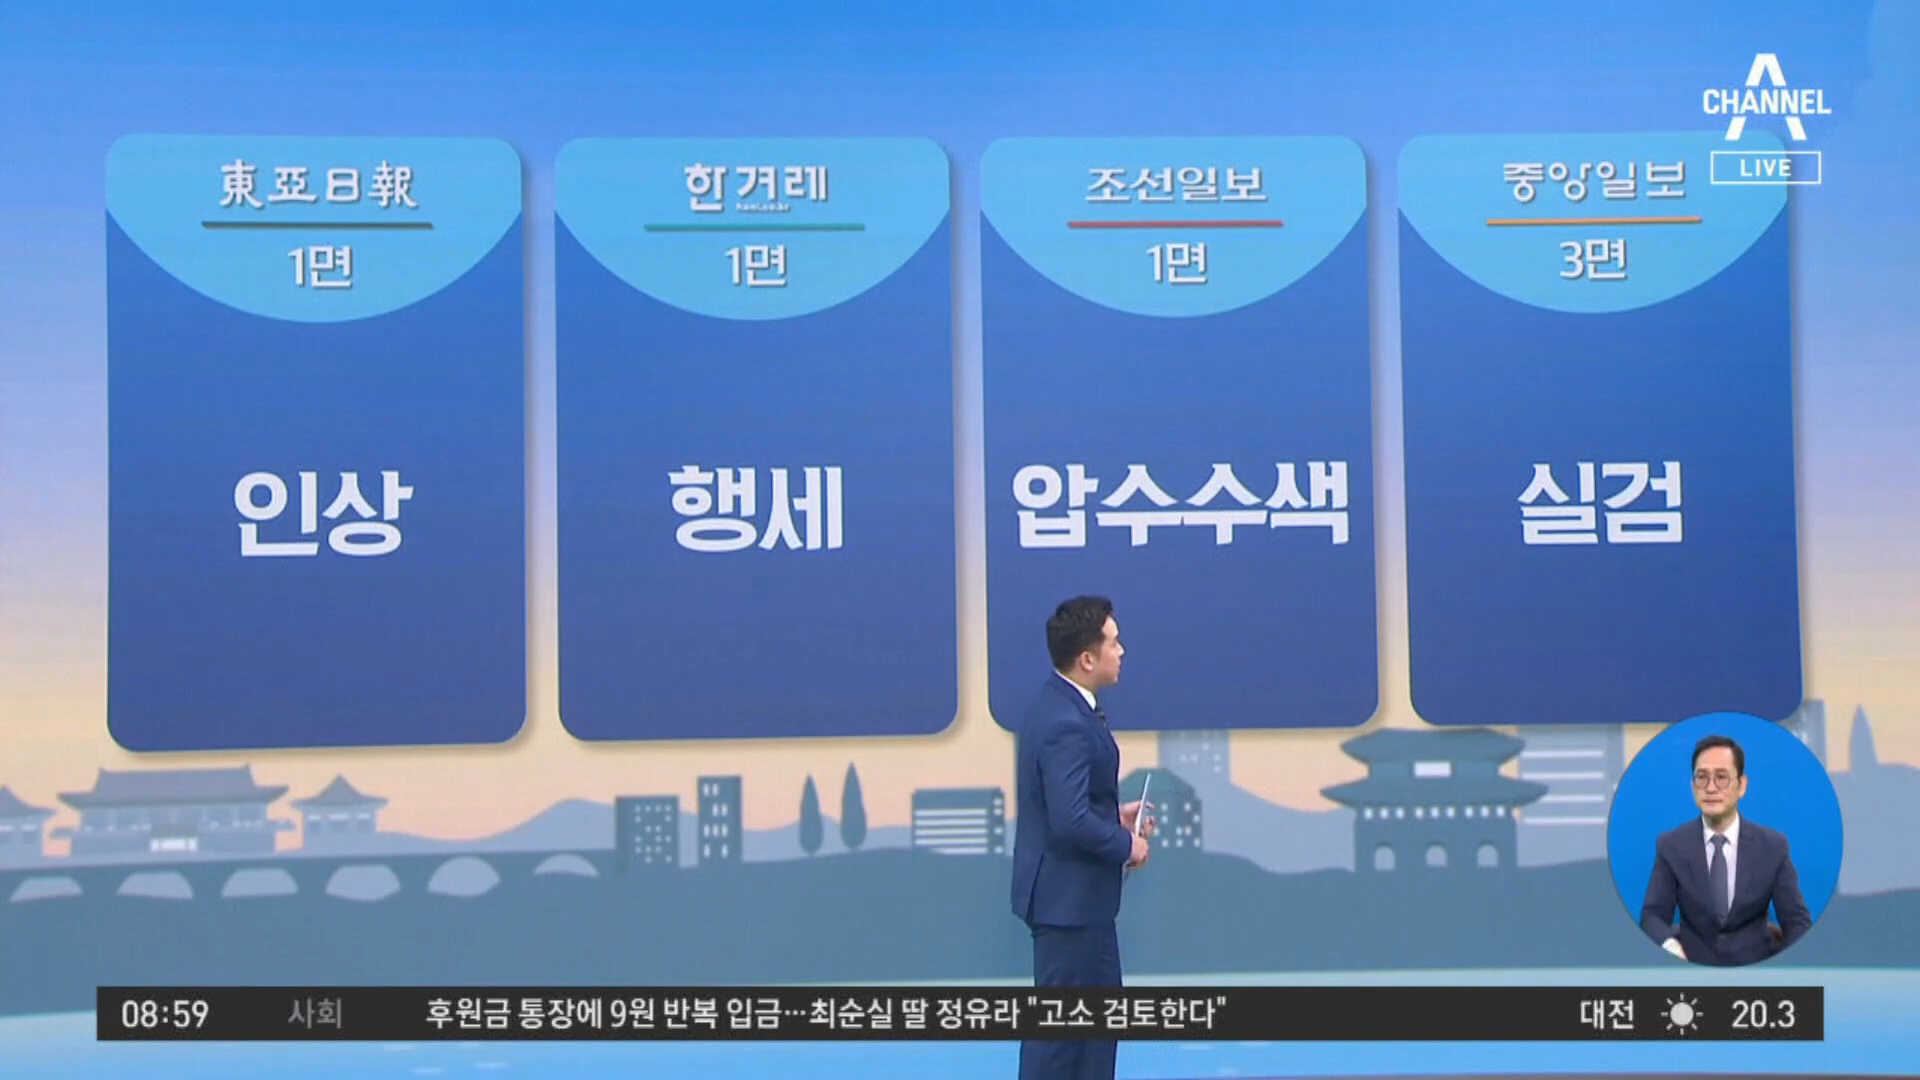 CHANNEL A
LIVE
東亞日報
1면
인상
한겨레
hani.co.kr
1면
행세
조선일보
1면
압수수색
중앙일보
3면
실검
08:59 사회 후원금 통장에 9원 반복 입금…최순실 딸 정유라 "고소 검토한다" 대전 20.3